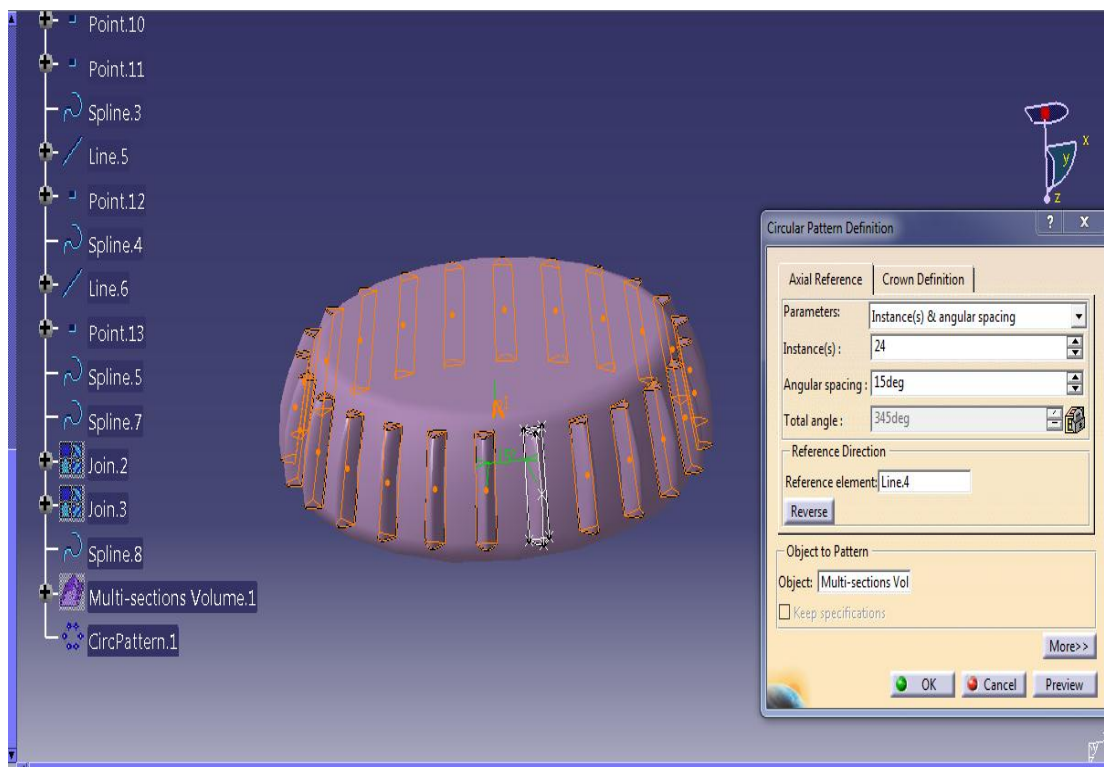 Point.10
Point.11
Spline.3
Line.5
Point.12
Spline.4
Line.6
Point.13
Spline.5
Spline.7
Join.2
Join.3
Spline.8
Multi-sections Volume.1
CircPattern.1
x
y
z
Circular Pattern Definition
? X
Axial Reference Crown Definition
Parameters: Instance(s) & angular spacing
Instance(s) : 24
Angular spacing : 15deg
Total angle : 345deg
Reference Direction
Reference element: Line.4
Reverse
Object to Pattern
Object: Multi-sections Vol
Keep specifications
More>>
OK Cancel Preview